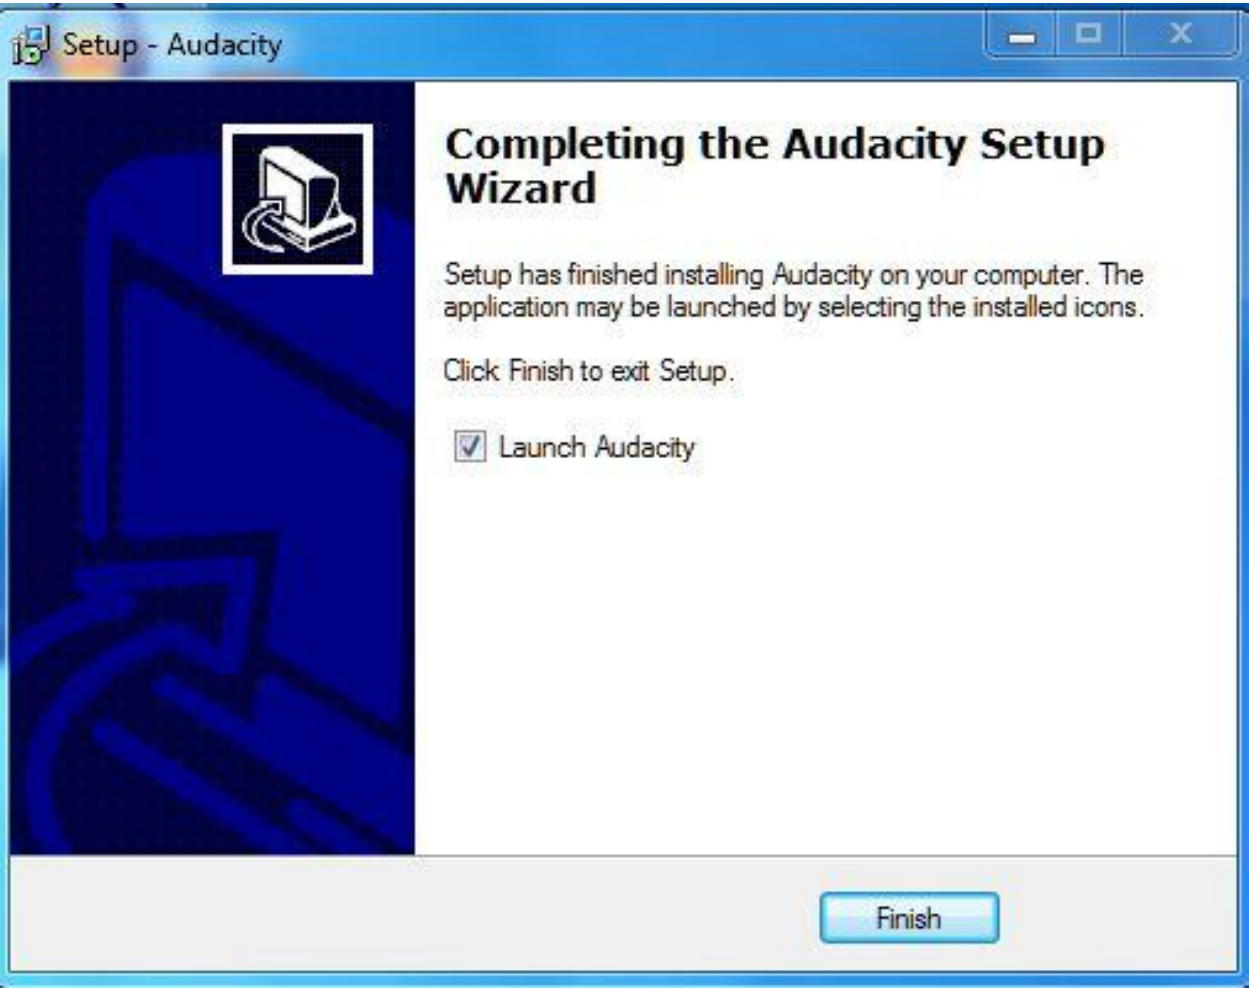 Setup - Audacity
Completing the Audacity Setup
Wizard
Setup has finished installing Audacity on your computer. The
application may be launched by selecting the installed icons.
Click Finish to exit Setup.
Launch Audacity
Finish